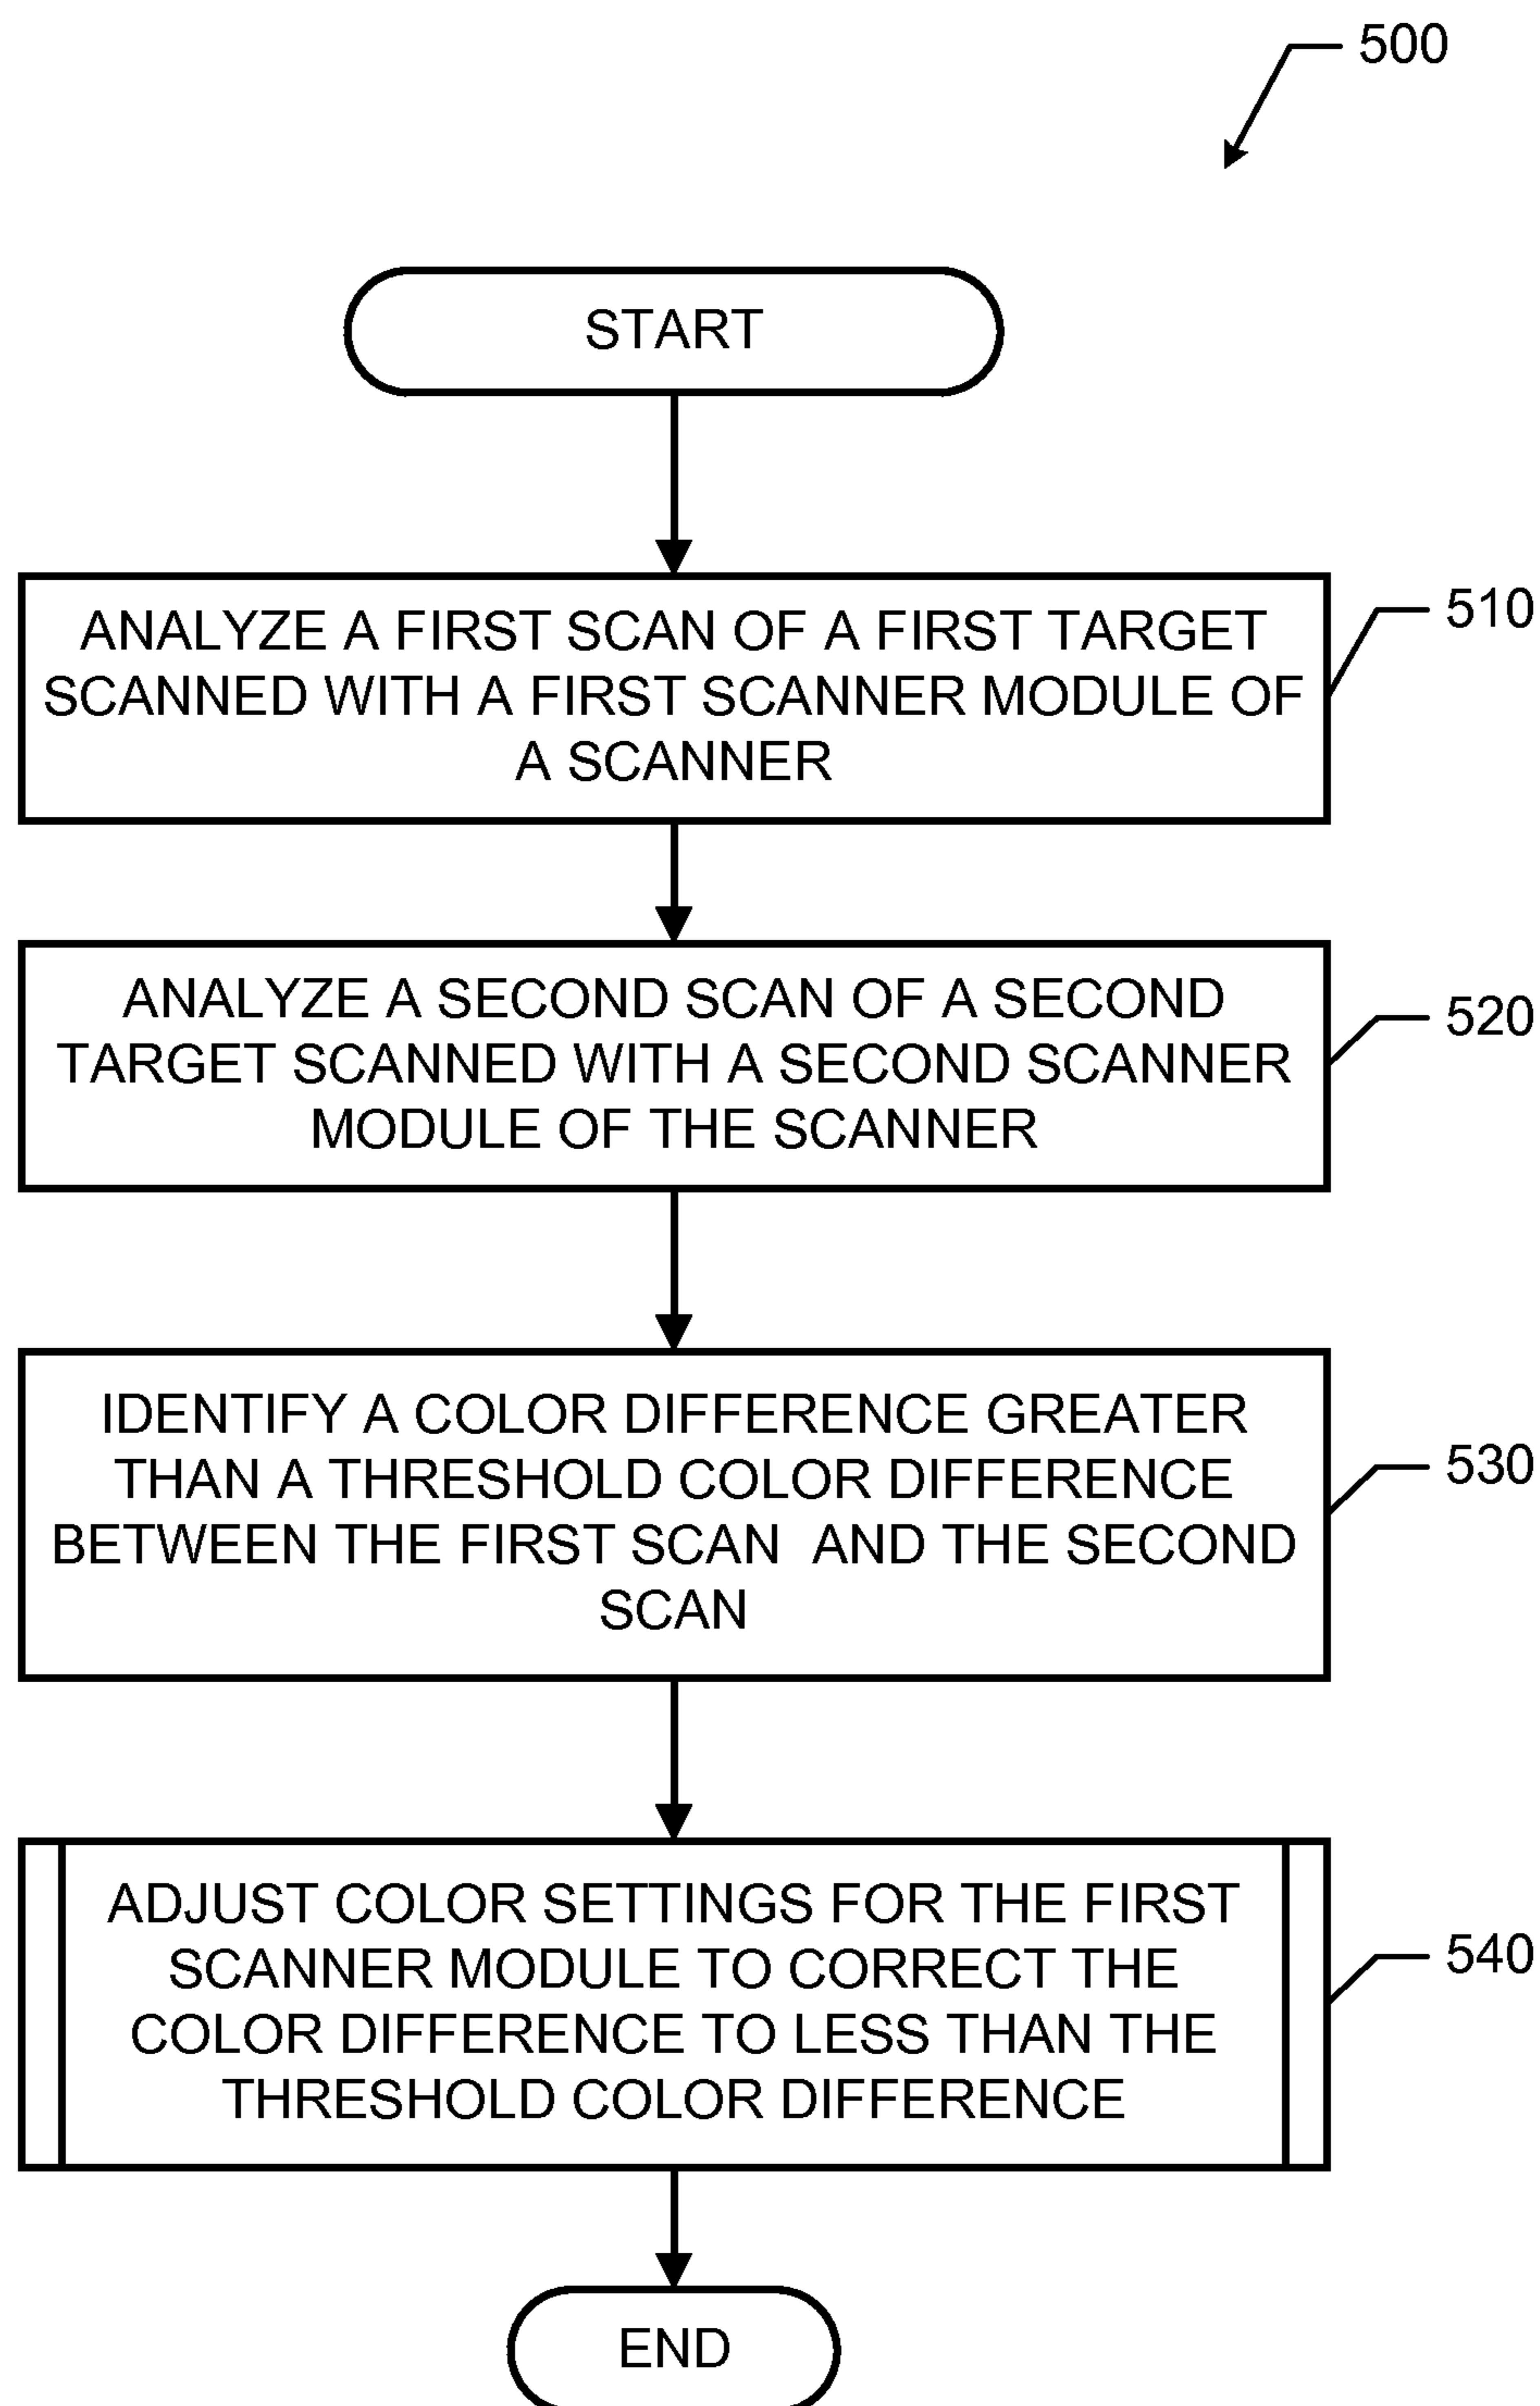 500
START
ANALYZE A FIRST SCAN OF A FIRST TARGET
SCANNED WITH A FIRST SCANNER MODULE OF
A SCANNER
510
ANALYZE A SECOND SCAN OF A SECOND
TARGET SCANNED WITH A SECOND SCANNER
MODULE OF THE SCANNER
520
IDENTIFY A COLOR DIFFERENCE GREATER
THAN A THRESHOLD COLOR DIFFERENCE
BETWEEN THE FIRST SCAN AND THE SECOND
SCAN
530
ADJUST COLOR SETTINGS FOR THE FIRST
SCANNER MODULE TO CORRECT THE
COLOR DIFFERENCE TO LESS THAN THE
THRESHOLD COLOR DIFFERENCE
540
END